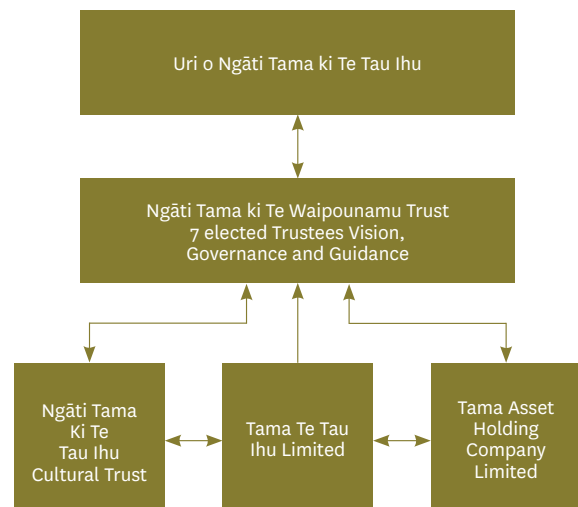 Uri o Ngāti Tama ki Te Tau Ihu
Ngāti Tama ki Te Waipounamu Trust
7 elected Trustees Vision,
Governance and Guidance
Ngāti Tama
Ki Te
Tau Ihu
Cultural Trust
Tama Te Tau
Ihu Limited
Tama Asset
Holding
Company
Limited